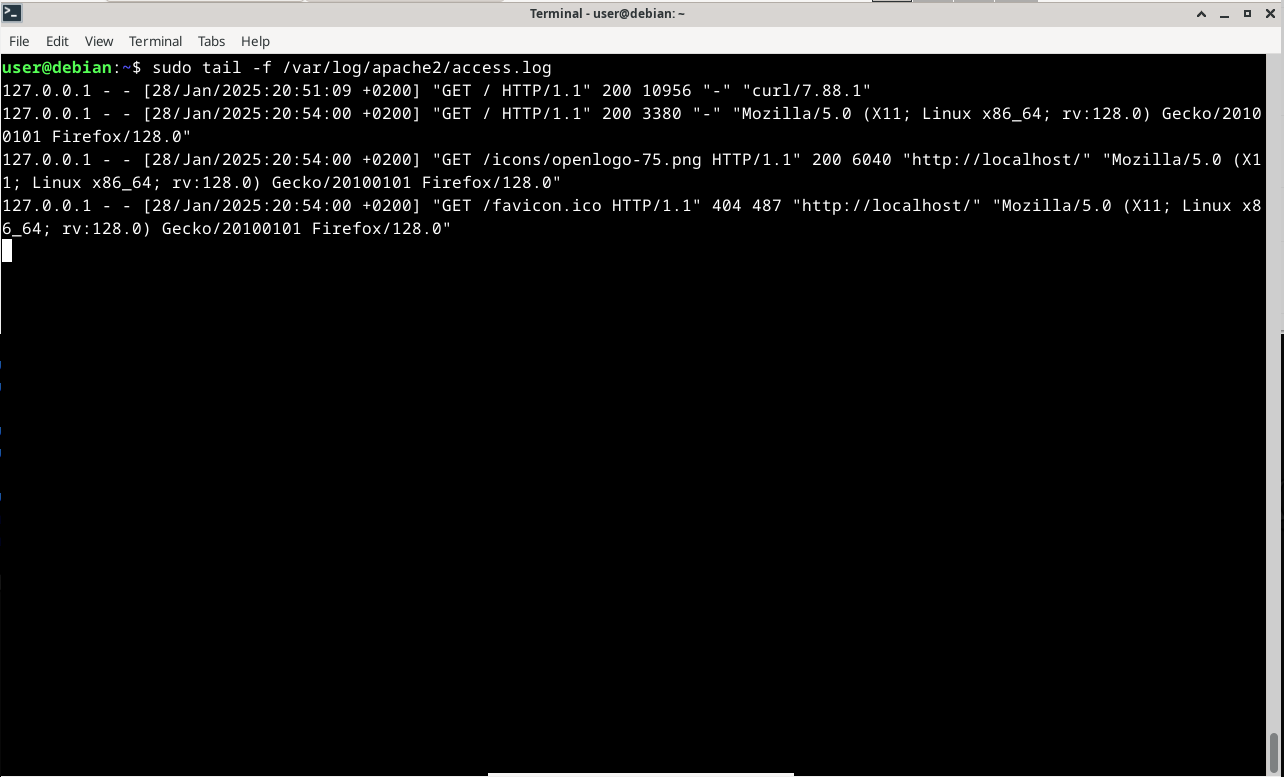 Terminal - user@debian: ~
File Edit View Terminal Tabs Help
user@debian:~$ sudo tail -f /var/log/apache2/access.log
127.0.0.1 - - [28/Jan/2025:20:51:09 +0200] "GET / HTTP/1.1" 200 10956 "-" "curl/7.88.1"
127.0.0.1 - - [28/Jan/2025:20:54:00 +0200] "GET / HTTP/1.1" 200 3380 "-" "Mozilla/5.0 (X11; Linux x86_64; rv:128.0) Gecko/2010
0101 Firefox/128.0"
127.0.0.1 - - [28/Jan/2025:20:54:00 +0200] "GET /icons/openlogo-75.png HTTP/1.1" 200 6040 "http://localhost/" "Mozilla/5.0 (X1
1; Linux x86_64; rv:128.0) Gecko/20100101 Firefox/128.0"
127.0.0.1 - - [28/Jan/2025:20:54:00 +0200] "GET /favicon.ico HTTP/1.1" 404 487 "http://localhost/" "Mozilla/5.0 (X11; Linux x8
6_64; rv:128.0) Gecko/20100101 Firefox/128.0"